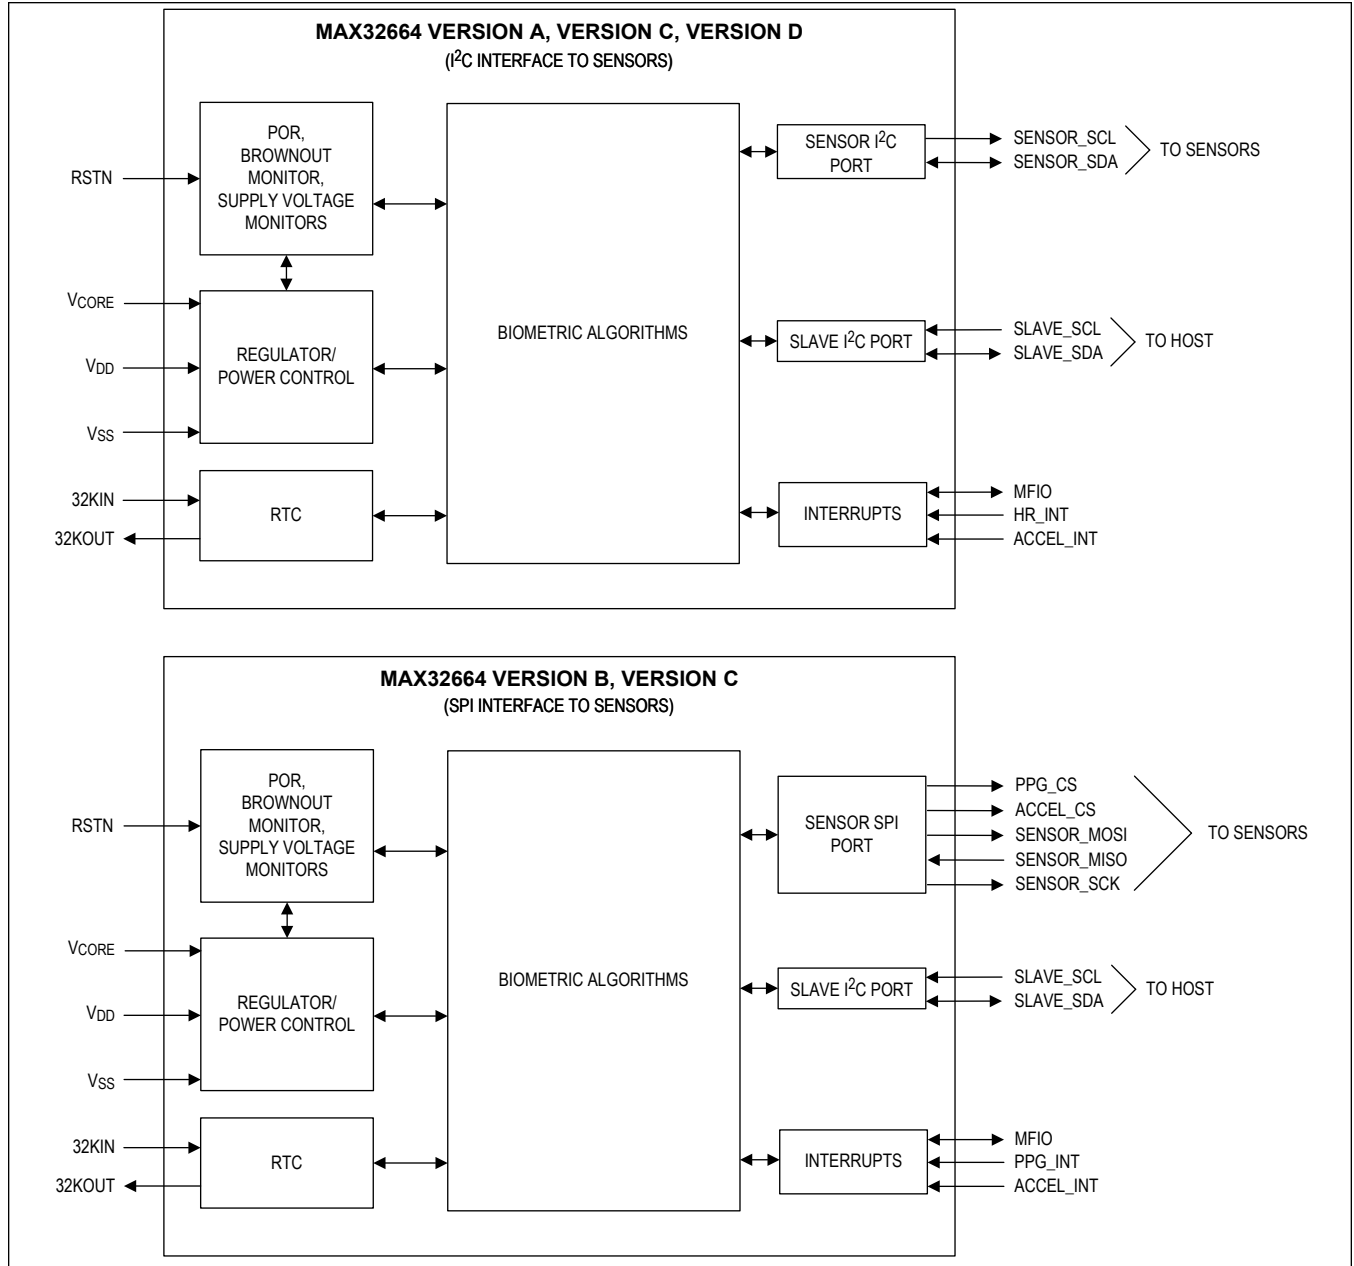 MAX32664 VERSION A, VERSION C, VERSION D
(I2C INTERFACE TO SENSORS)
RSTN
POR,
BROWNOUT
MONITOR,
SUPPLY VOLTAGE
MONITORS
VCORE
VDD
VSS
REGULATOR/
POWER CONTROL
32KIN
32KOUT
RTC
BIOMETRIC ALGORITHMS
SENSOR I2C
PORT
SENSOR_SCL
SENSOR_SDA
TO SENSORS
SLAVE I2C PORT
SLAVE_SCL
SLAVE_SDA
TO HOST
INTERRUPTS
MFIO
HR_INT
ACCEL_INT
MAX32664 VERSION B, VERSION C
(SPI INTERFACE TO SENSORS)
RSTN
POR,
BROWNOUT
MONITOR,
SUPPLY VOLTAGE
MONITORS
VCORE
VDD
VSS
REGULATOR/
POWER CONTROL
32KIN
32KOUT
RTC
BIOMETRIC ALGORITHMS
SENSOR SPI
PORT
PPG_CS
ACCEL_CS
SENSOR_MOSI
SENSOR_MISO
SENSOR_SCK
TO SENSORS
SLAVE I2C PORT
SLAVE_SCL
SLAVE_SDA
TO HOST
INTERRUPTS
MFIO
PPG_INT
ACCEL_INT